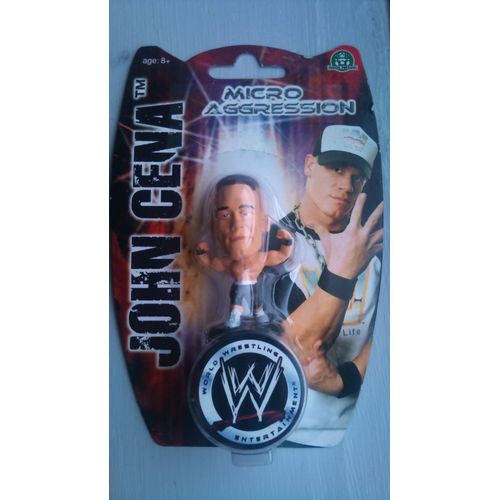 age: 8+
MICRO
AGGRESSION
JOHN CENA™
Life
WORLD WRESTLING
W
ENTERTAINMENT®